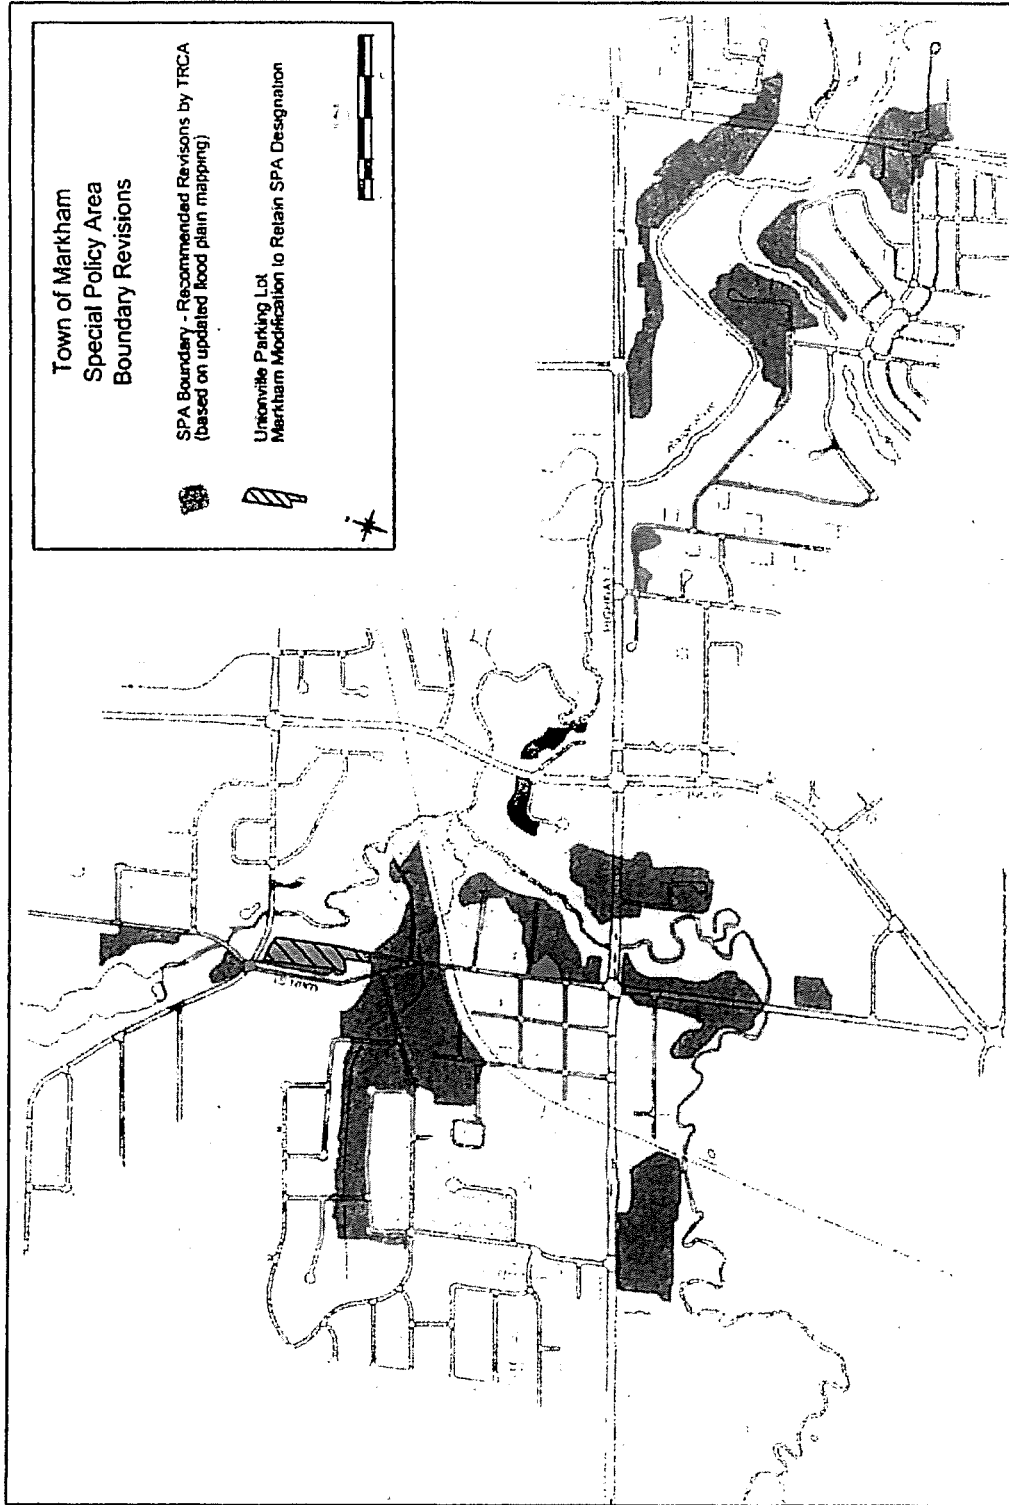 Town of Markham
Special Policy Area
Boundary Revisions
SPA Boundary - Recommended Revisons by TRCA
(based on updated flood plain mapping)
Unionville Parking Lot
Markham Modification to Retain SPA Designation
HIGHWAY 7